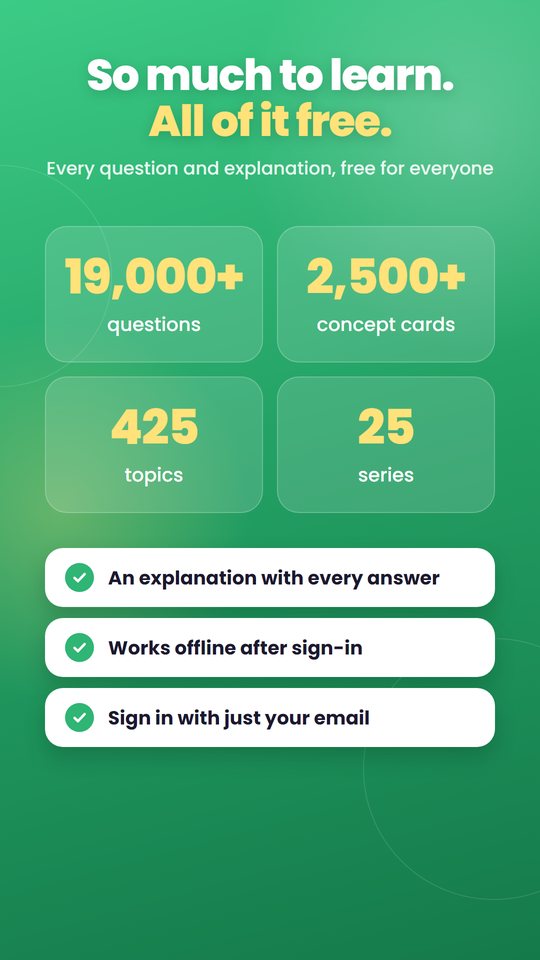 So much to learn.
All of it free.
Every question and explanation, free for everyone
19,000+
questions
2,500+
concept cards
425
topics
25
series
An explanation with every answer
Works offline after sign-in
Sign in with just your email